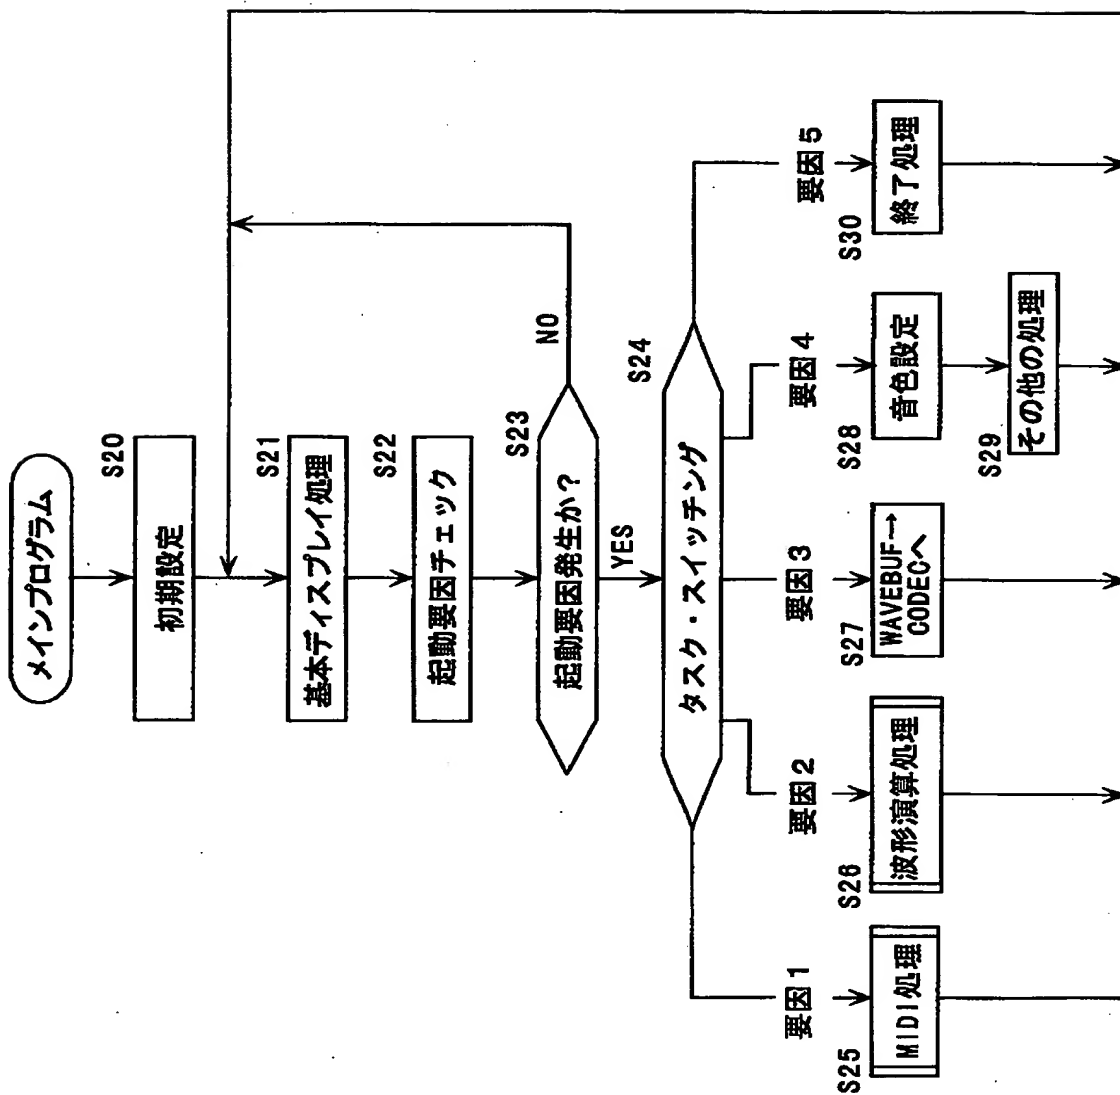 メインプログラム
S20
初期設定
S21
基本ディスプレイ処理
S22
起動要因チェック
S23
起動要因発生か?
NO
YES
S24
タスク・スイッチング
要因1
要因2
要因3
要因4
要因5
S25
MIDI処理
S26
波形演算処理
S27
WAVEBUF→
CODECへ
S28
音色設定
S29
その他の処理
S30
終了処理